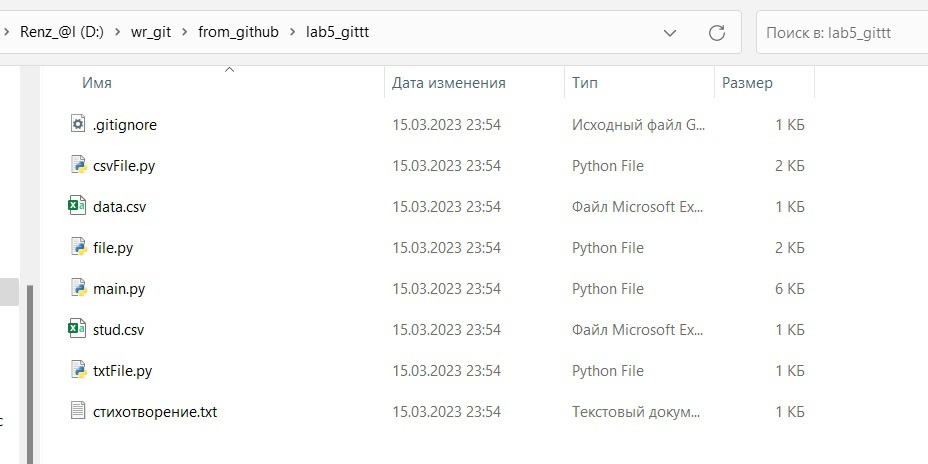 Renz_@l (D:) > wr_git > from_github > lab5_gittt Поиск в: lab5_gittt
Имя Дата изменения Тип Размер
.gitignore 15.03.2023 23:54 Исходный файл G... 1 КБ
csvFile.py 15.03.2023 23:54 Python File 2 КБ
data.csv 15.03.2023 23:54 Файл Microsoft Ex... 1 КБ
file.py 15.03.2023 23:54 Python File 2 КБ
main.py 15.03.2023 23:54 Python File 6 КБ
stud.csv 15.03.2023 23:54 Файл Microsoft Ex... 1 КБ
txtFile.py 15.03.2023 23:54 Python File 1 КБ
стихотворение.txt 15.03.2023 23:54 Текстовый докум... 1 КБ
с